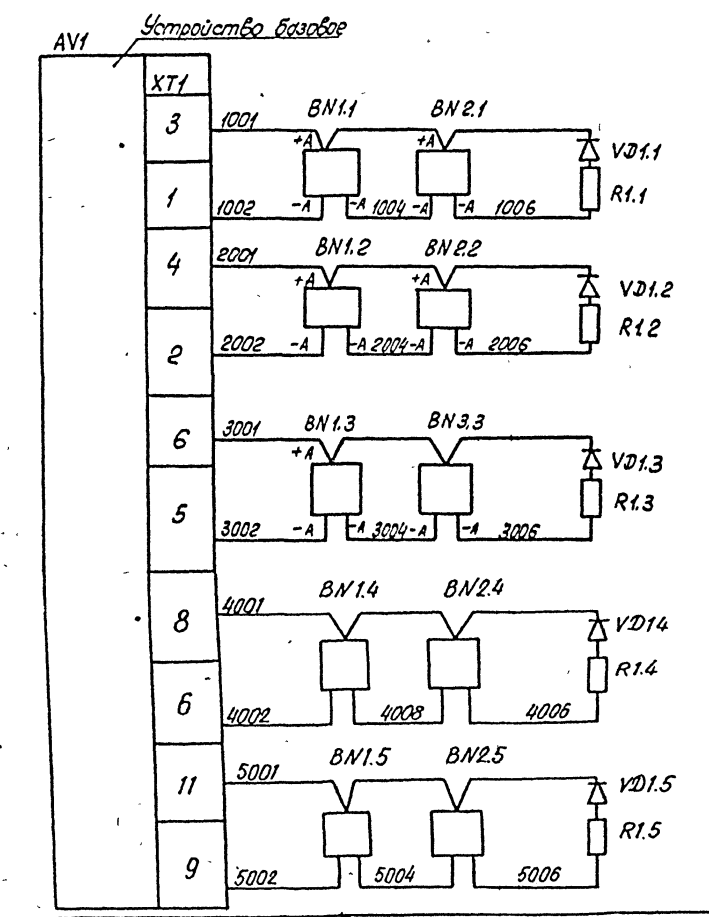 Устройство базовое
AV1
XT1
BN1.1 BN2.1
3 1001 +A +A VD1.1
R1.1
1 1002 -A -A 1004 -A -A 1006
BN1.2 BN2.2
4 2001 +A +A VD1.2
R1.2
2 2002 -A -A 2004 -A -A 2006
BN1.3 BN3.3
6 3001 +A VD1.3
R1.3
5 3002 -A -A 3004 -A -A 3006
BN1.4 BN2.4
8 4001 VD14
R1.4
6 4002 4008 4006
BN1.5 BN2.5
11 5001 VD1.5
R1.5
9 5002 5004 5006